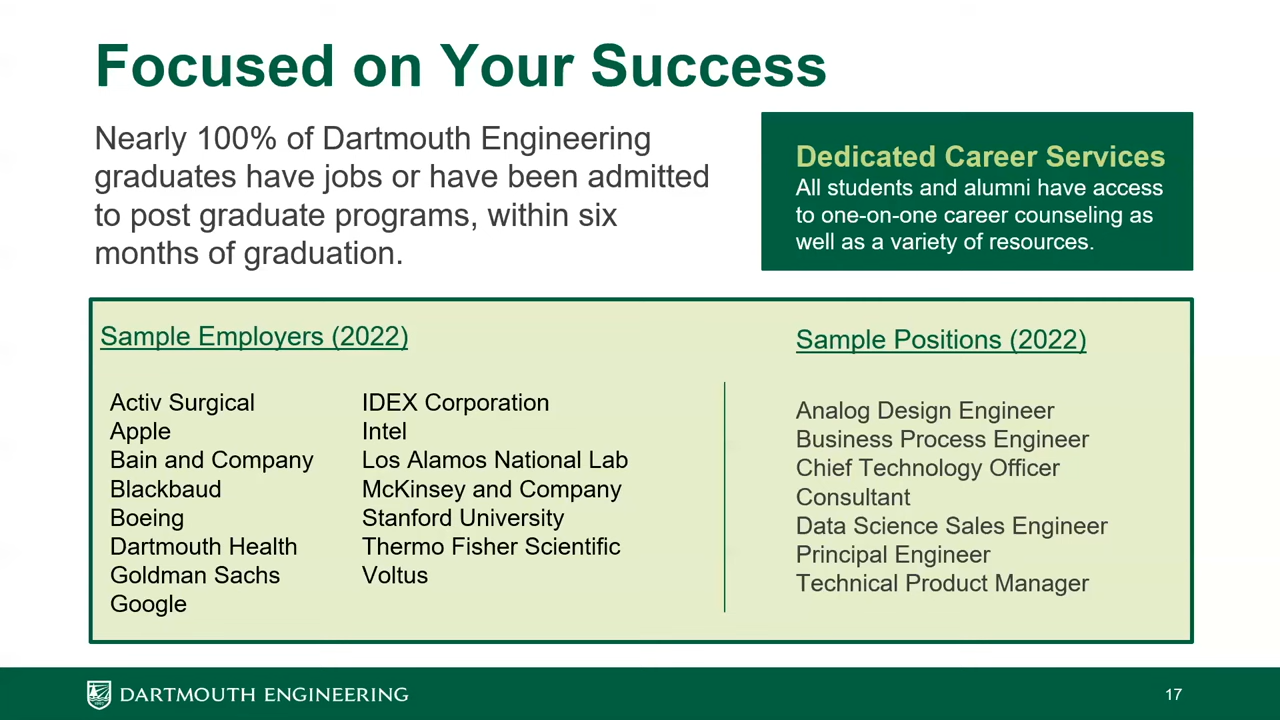 Focused on Your Success
Nearly 100% of Dartmouth Engineering
graduates have jobs or have been admitted
to post graduate programs, within six
months of graduation.
Dedicated Career Services
All students and alumni have access
to one-on-one career counseling as
well as a variety of resources.
Sample Employers (2022)
Activ Surgical
Apple
Bain and Company
Blackbaud
Boeing
Dartmouth Health
Goldman Sachs
Google
IDEX Corporation
Intel
Los Alamos National Lab
McKinsey and Company
Stanford University
Thermo Fisher Scientific
Voltus
Sample Positions (2022)
Analog Design Engineer
Business Process Engineer
Chief Technology Officer
Consultant
Data Science Sales Engineer
Principal Engineer
Technical Product Manager
DARTMOUTH ENGINEERING
17